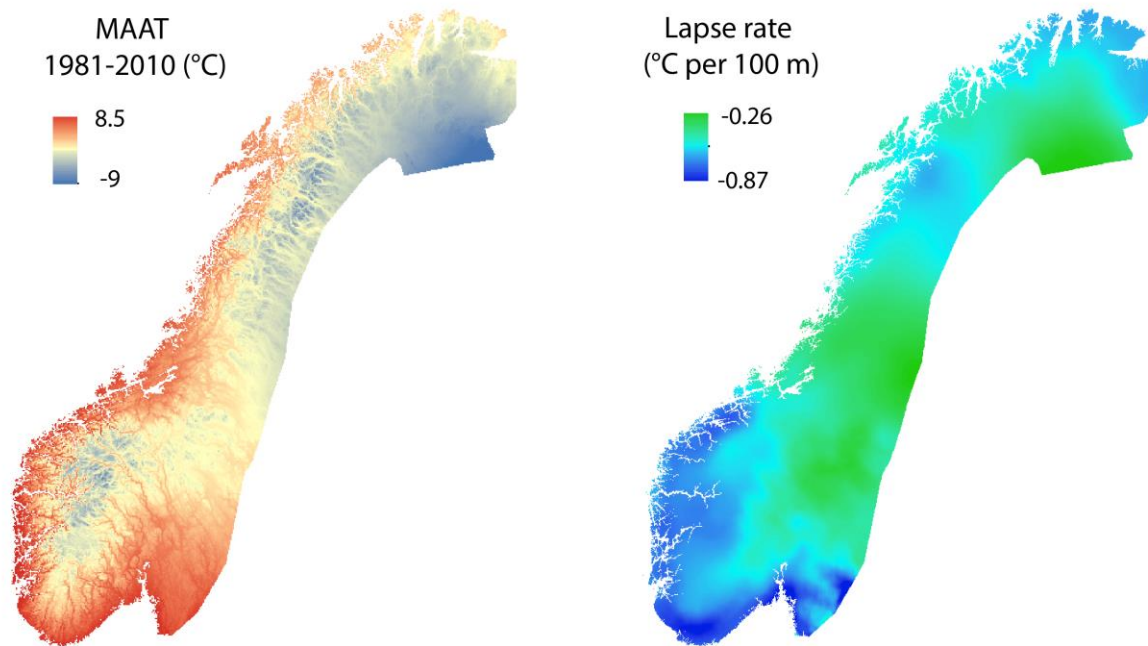 MAAT
1981-2010 (°C)
8.5
-9
Lapse rate
(°C per 100 m)
-0.26
-0.87